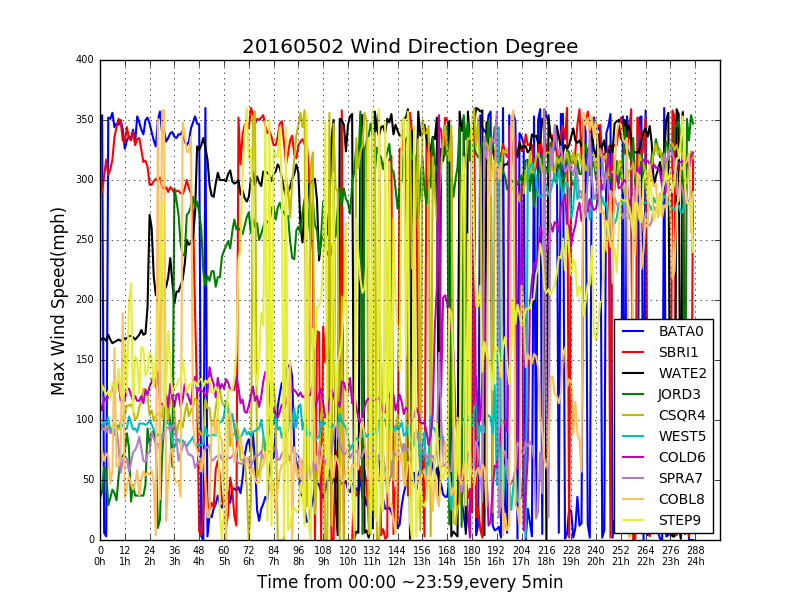 20160502 Wind Direction Degree
Max Wind Speed(mph)
400
350
300
250
200
150
100
50
0
BATA0
SBRI1
WATE2
JORD3
CSQR4
WEST5
COLD6
SPRA7
COBL8
STEP9
0 12 24 36 48 60 72 84 96 108 120 132 144 156 168 180 192 204 216 228 240 252 264 276 288
0h 1h 2h 3h 4h 5h 6h 7h 8h 9h 10h 11h 12h 13h 14h 15h 16h 17h 18h 19h 20h 21h 22h 23h 24h
Time from 00:00 ~23:59,every 5min